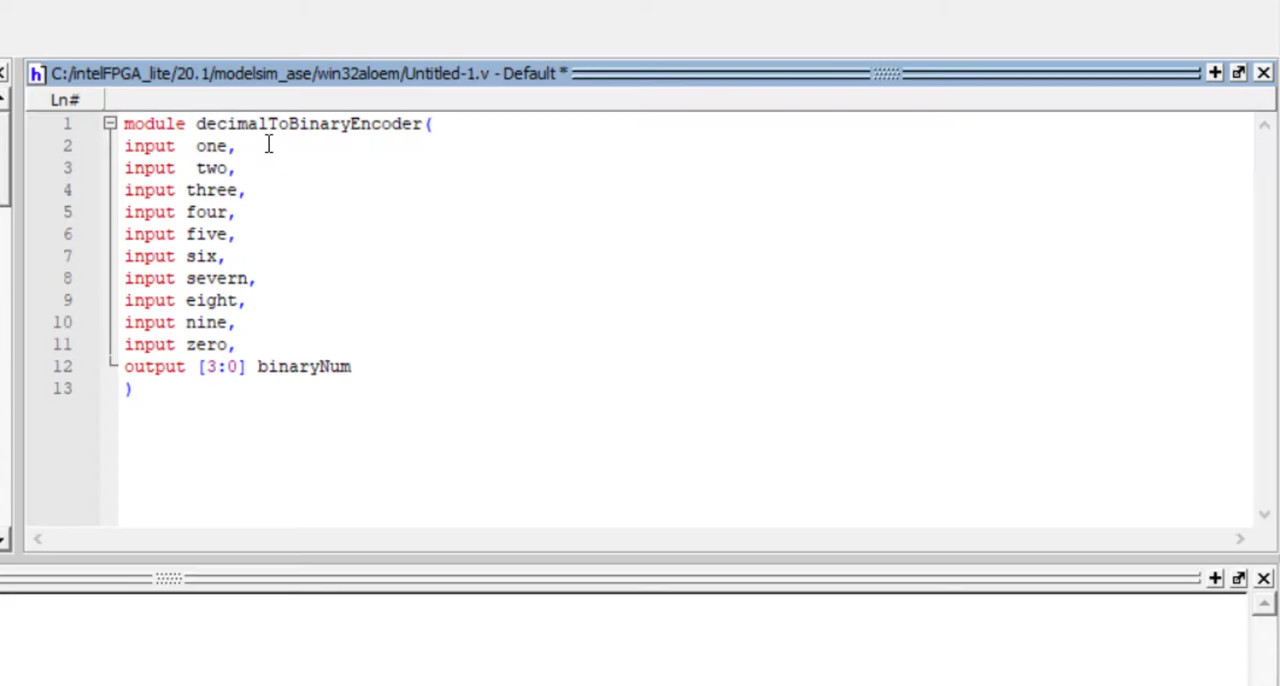 C:/intelFPGA_lite/20.1/modelsim_ase/win32aloem/Untitled-1.v - Default *
Ln#
1 module decimalToBinaryEncoder(
2 input  one,
3 input  two,
4 input three,
5 input four,
6 input five,
7 input six,
8 input severn,
9 input eight,
10 input nine,
11 input zero,
12 output [3:0] binaryNum
13 )